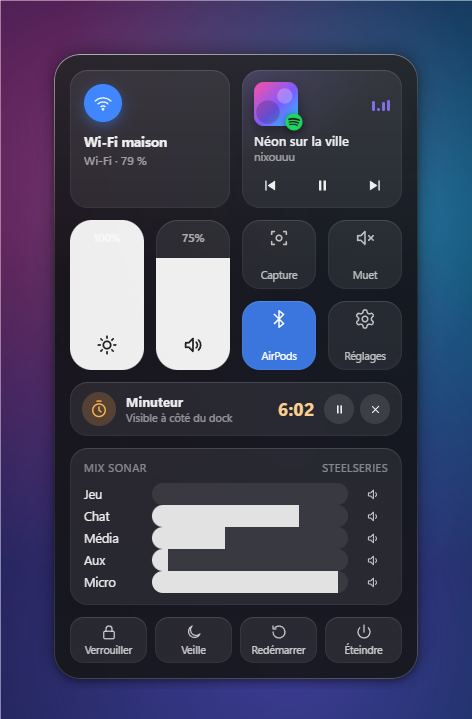 Wi-Fi maison
Wi-Fi · 79 %
Néon sur la ville
nixouuu
100%
75%
Capture
Muet
AirPods
Réglages
Minuteur
Visible à côté du dock
6:02
MIX SONAR
STEELSERIES
Jeu
Chat
Média
Aux
Micro
Verrouiller
Veille
Redémarrer
Éteindre